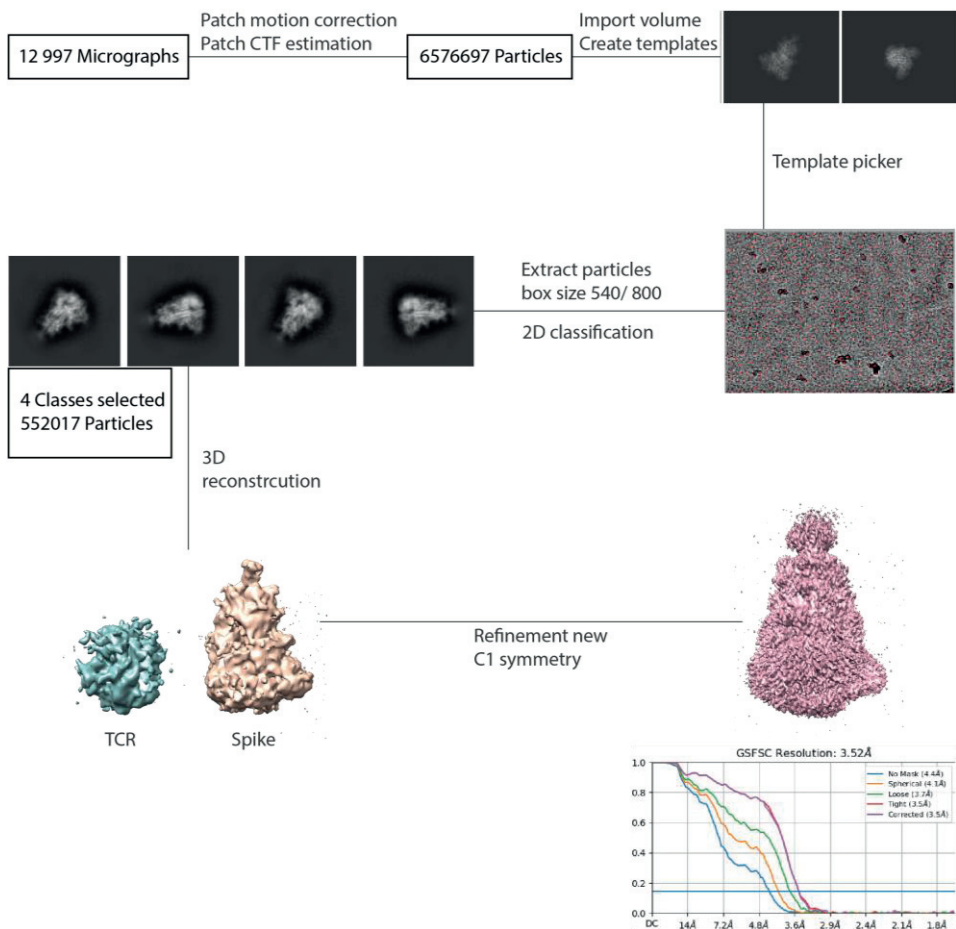 12 997 Micrographs
Patch motion correction
Patch CTF estimation
6576697 Particles
Import volume
Create templates
Template picker
Extract particles
box size 540/ 800
2D classification
4 Classes selected
552017 Particles
3D
reconstrcution
TCR
Spike
Refinement new
C1 symmetry
GSFSC Resolution: 3.52Å
No Mask (4.4Å)
Spherical (4.1Å)
Loose (3.7Å)
Tight (3.5Å)
Corrected (3.5Å)
1.0
0.8
0.6
0.4
0.2
0.0
DC 14Å 7.2Å 4.8Å 3.6Å 2.9Å 2.4Å 2.1Å 1.8Å